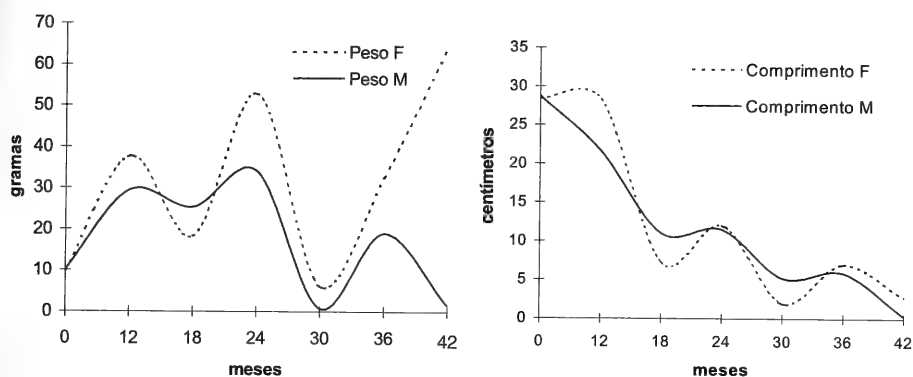 70
60
50
40
30
20
10
0
gramas
Peso F
Peso M
0 12 18 24 30 36 42
meses
35
30
25
20
15
10
5
0
centímetros
Comprimento F
Comprimento M
0 12 18 24 30 36 42
meses